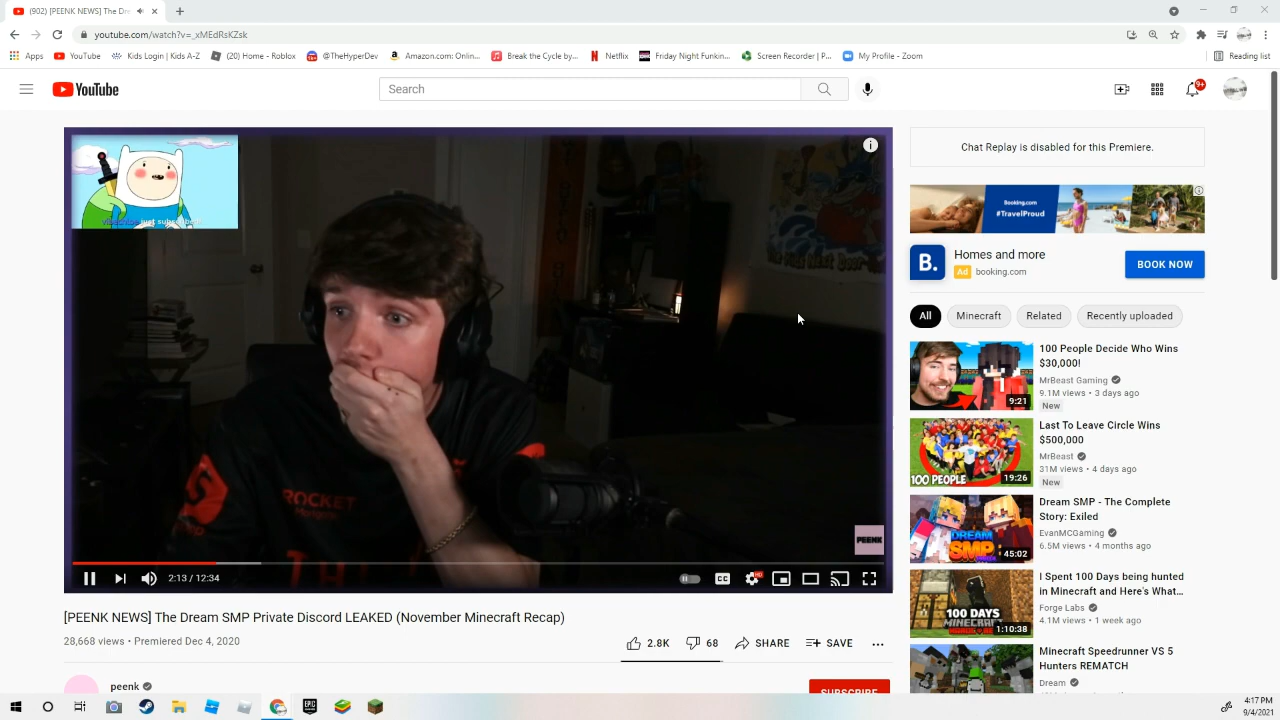 (902) [PEENK NEWS] The Dr
youtube.com/watch?v=_xMEdRsKZsk
Apps
YouTube
Kids Login | Kids A-Z
(20) Home - Roblox
@TheHyperDev
Amazon.com: Onlin...
Break the Cycle by...
Netflix
Friday Night Funkin...
Screen Recorder | P...
My Profile - Zoom
Reading list
YouTube
Search
9+
just subscribed!
ROCKET
PEENK
2:13 / 12:34
CC
HD
[PEENK NEWS] The Dream SMP Private Discord LEAKED (November Minecraft Recap)
28,668 views • Premiered Dec 4, 2020
2.8K
68
SHARE
SAVE
peenk
SUBSCRIBE
Chat Replay is disabled for this Premiere.
Booking.com
#TravelProud
B.
Homes and more
Ad booking.com
BOOK NOW
All
Minecraft
Related
Recently uploaded
9:21
100 People Decide Who Wins
$30,000!
MrBeast Gaming
9.1M views • 3 days ago
New
100 PEOPLE
19:26
Last To Leave Circle Wins
$500,000
MrBeast
31M views • 4 days ago
New
DREAM
SMP
45:02
Dream SMP - The Complete
Story: Exiled
EvanMCGaming
6.5M views • 4 months ago
100 DAYS
MINECRAFT
1:10:38
I Spent 100 Days being hunted
in Minecraft and Here's What...
Forge Labs
4.1M views • 1 week ago
Minecraft Speedrunner VS 5
Hunters REMATCH
Dream
EPIC
4:17 PM
9/4/2021